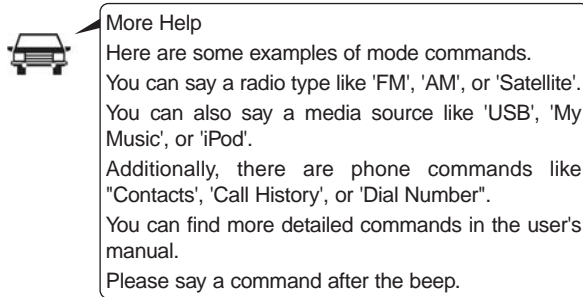 More Help
Here are some examples of mode commands.
You can say a radio type like 'FM', 'AM', or 'Satellite'.
You can also say a media source like 'USB', 'My
Music', or 'iPod'.
Additionally, there are phone commands like
"Contacts', 'Call History', or 'Dial Number".
You can find more detailed commands in the user's
manual.
Please say a command after the beep.